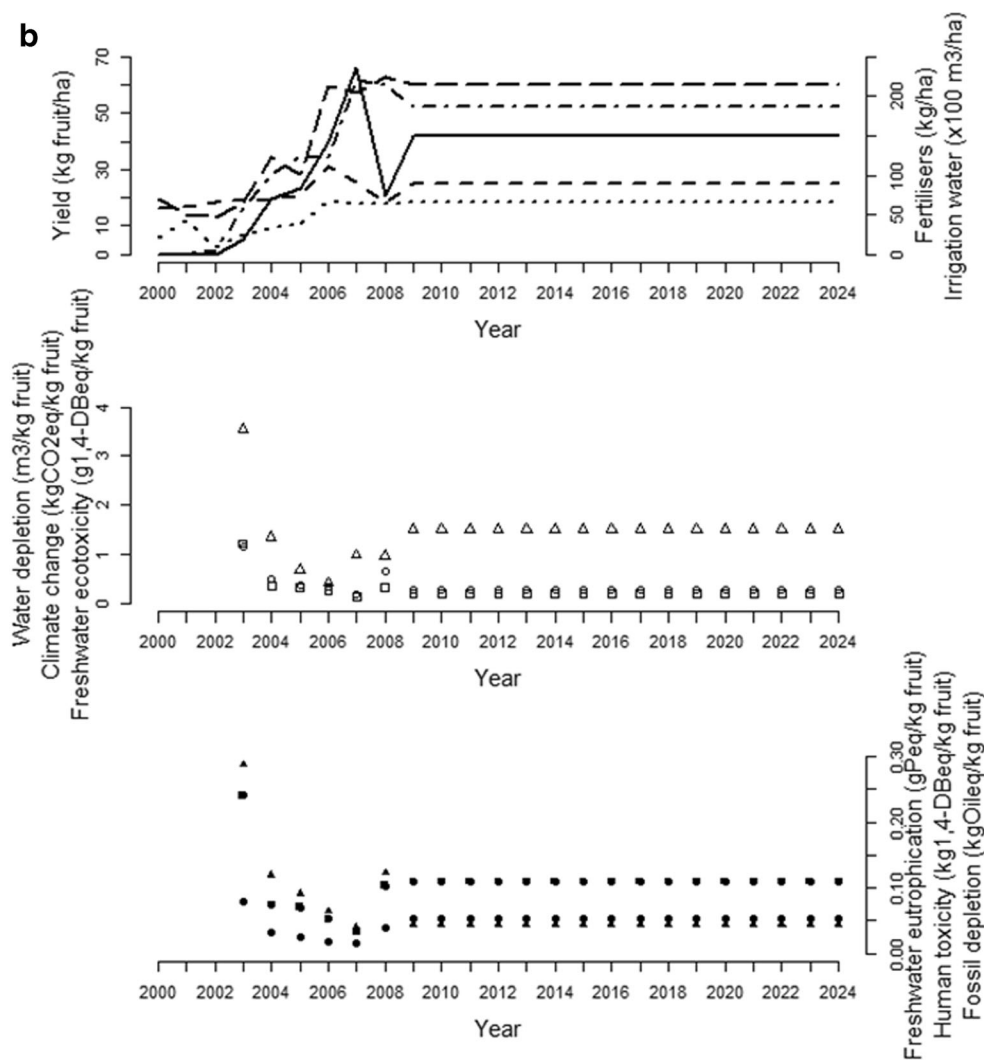 b
Yield (kg fruit/ha)
70
50
30
10
0
Fertilisers (kg/ha)
Irrigation water (x100 m3/ha)
200
100
50
0
2000 2002 2004 2006 2008 2010 2012 2014 2016 2018 2020 2022 2024
Year
Water depletion (m3/kg fruit)
Climate change (kgCO2eq/kg fruit)
Freshwater ecotoxicity (g1,4-DBeq/kg fruit)
4
3
2
1
0
2000 2002 2004 2006 2008 2010 2012 2014 2016 2018 2020 2022 2024
Year
0.30
0.20
0.10
0.00
Freshwater eutrophication (gPeq/kg fruit)
Human toxicity (kg1,4-DBeq/kg fruit)
Fossil depletion (kgOileq/kg fruit)
2000 2002 2004 2006 2008 2010 2012 2014 2016 2018 2020 2022 2024
Year